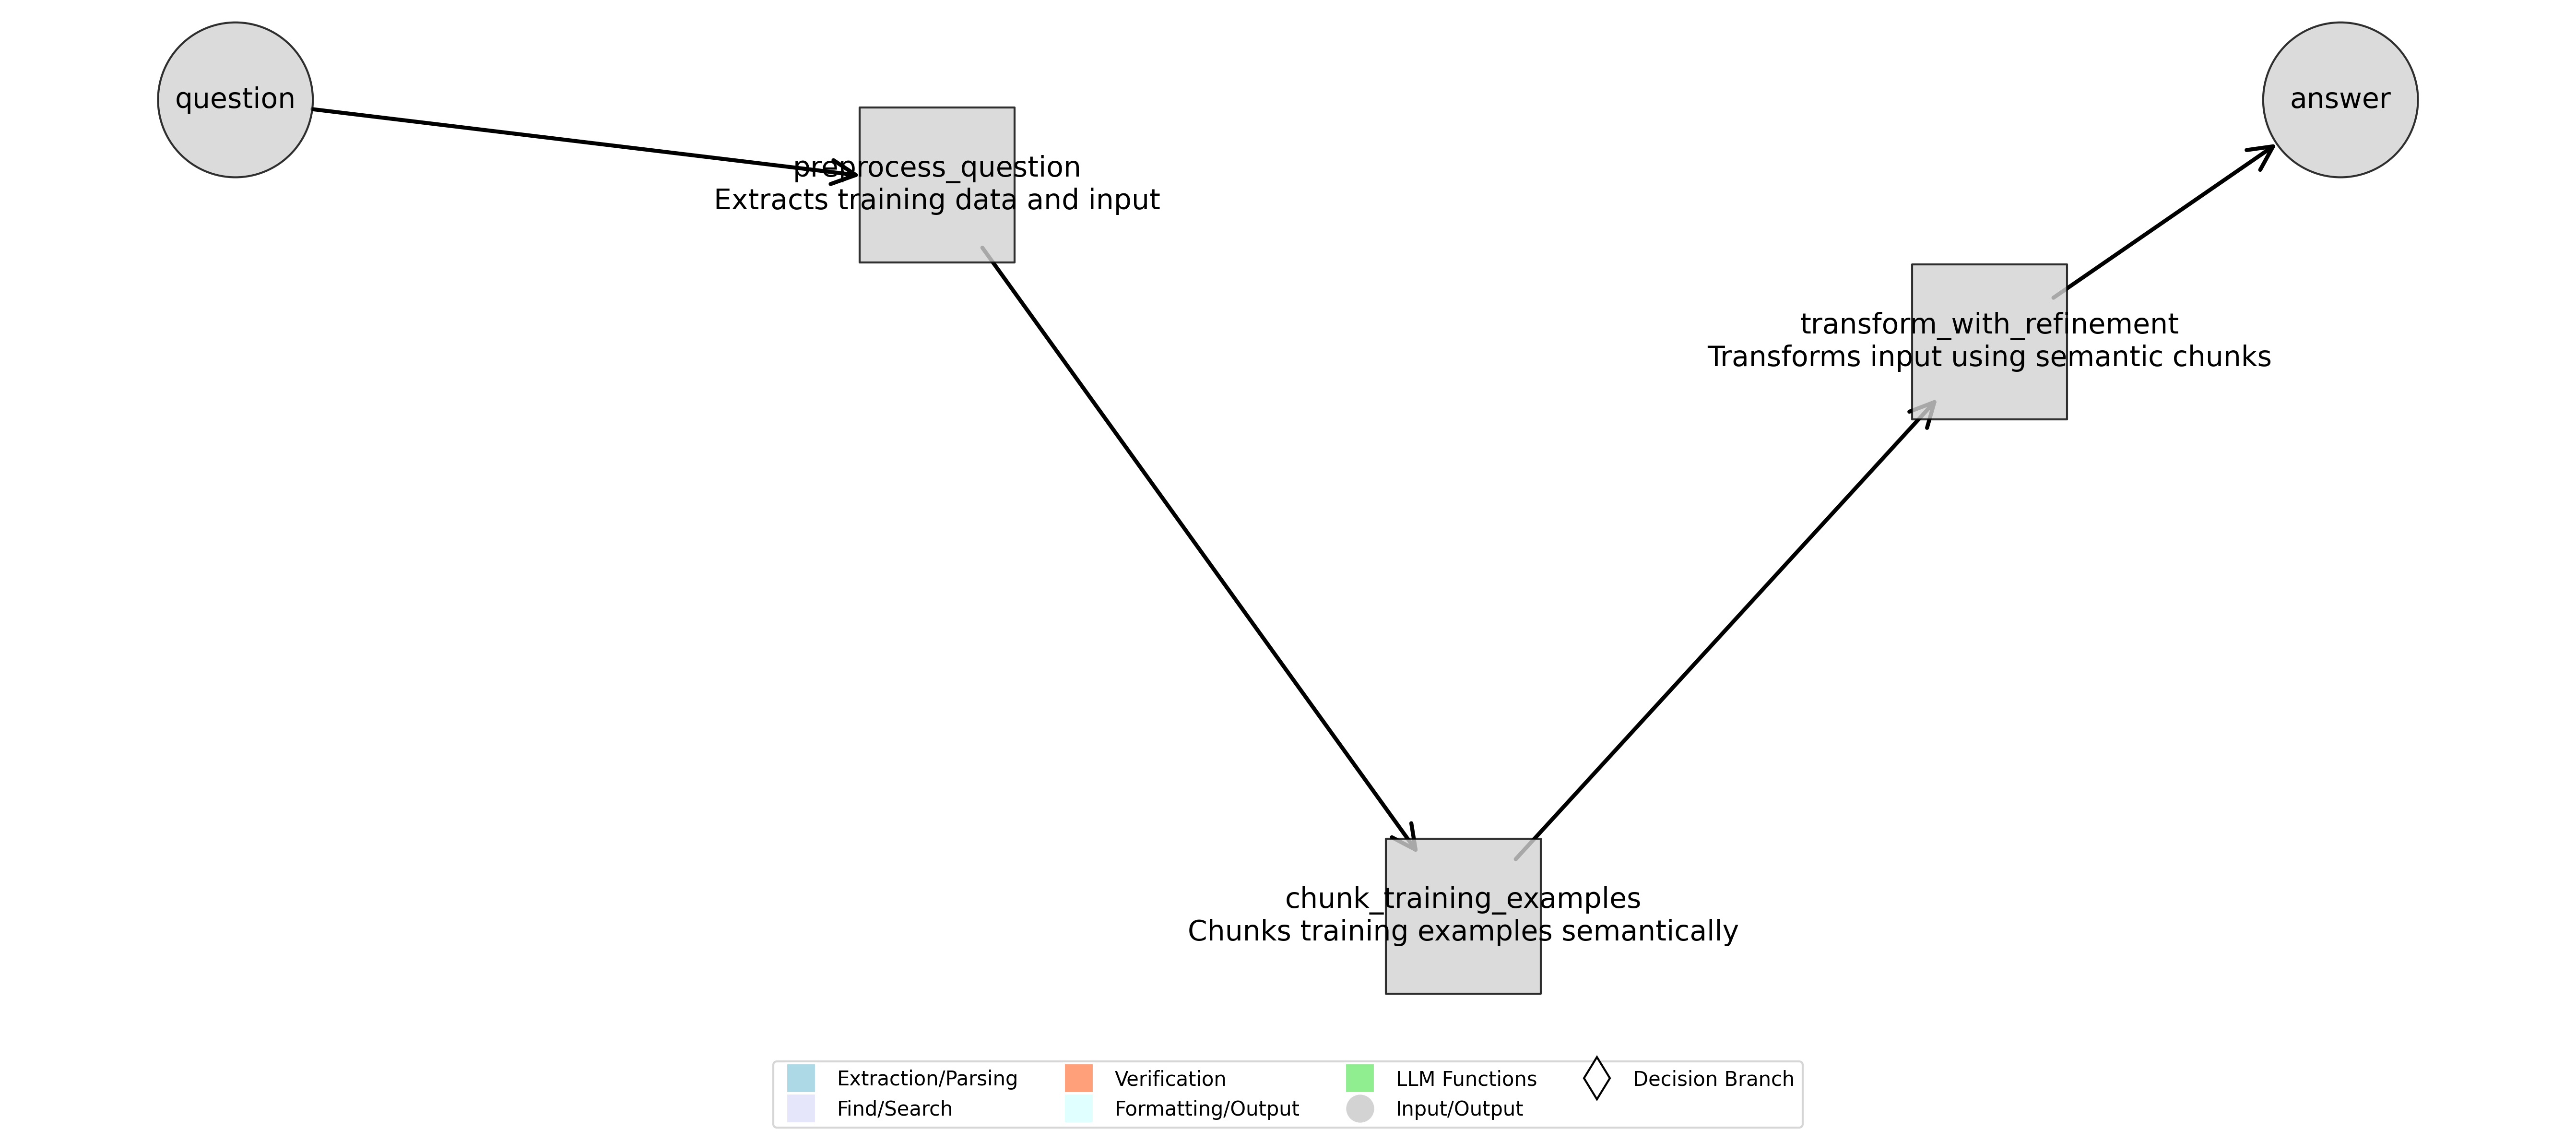 question
preprocess_question
Extracts training data and input
chunk_training_examples
Chunks training examples semantically
transform_with_refinement
Transforms input using semantic chunks
answer
Extraction/Parsing
Find/Search
Verification
Formatting/Output
LLM Functions
Input/Output
Decision Branch